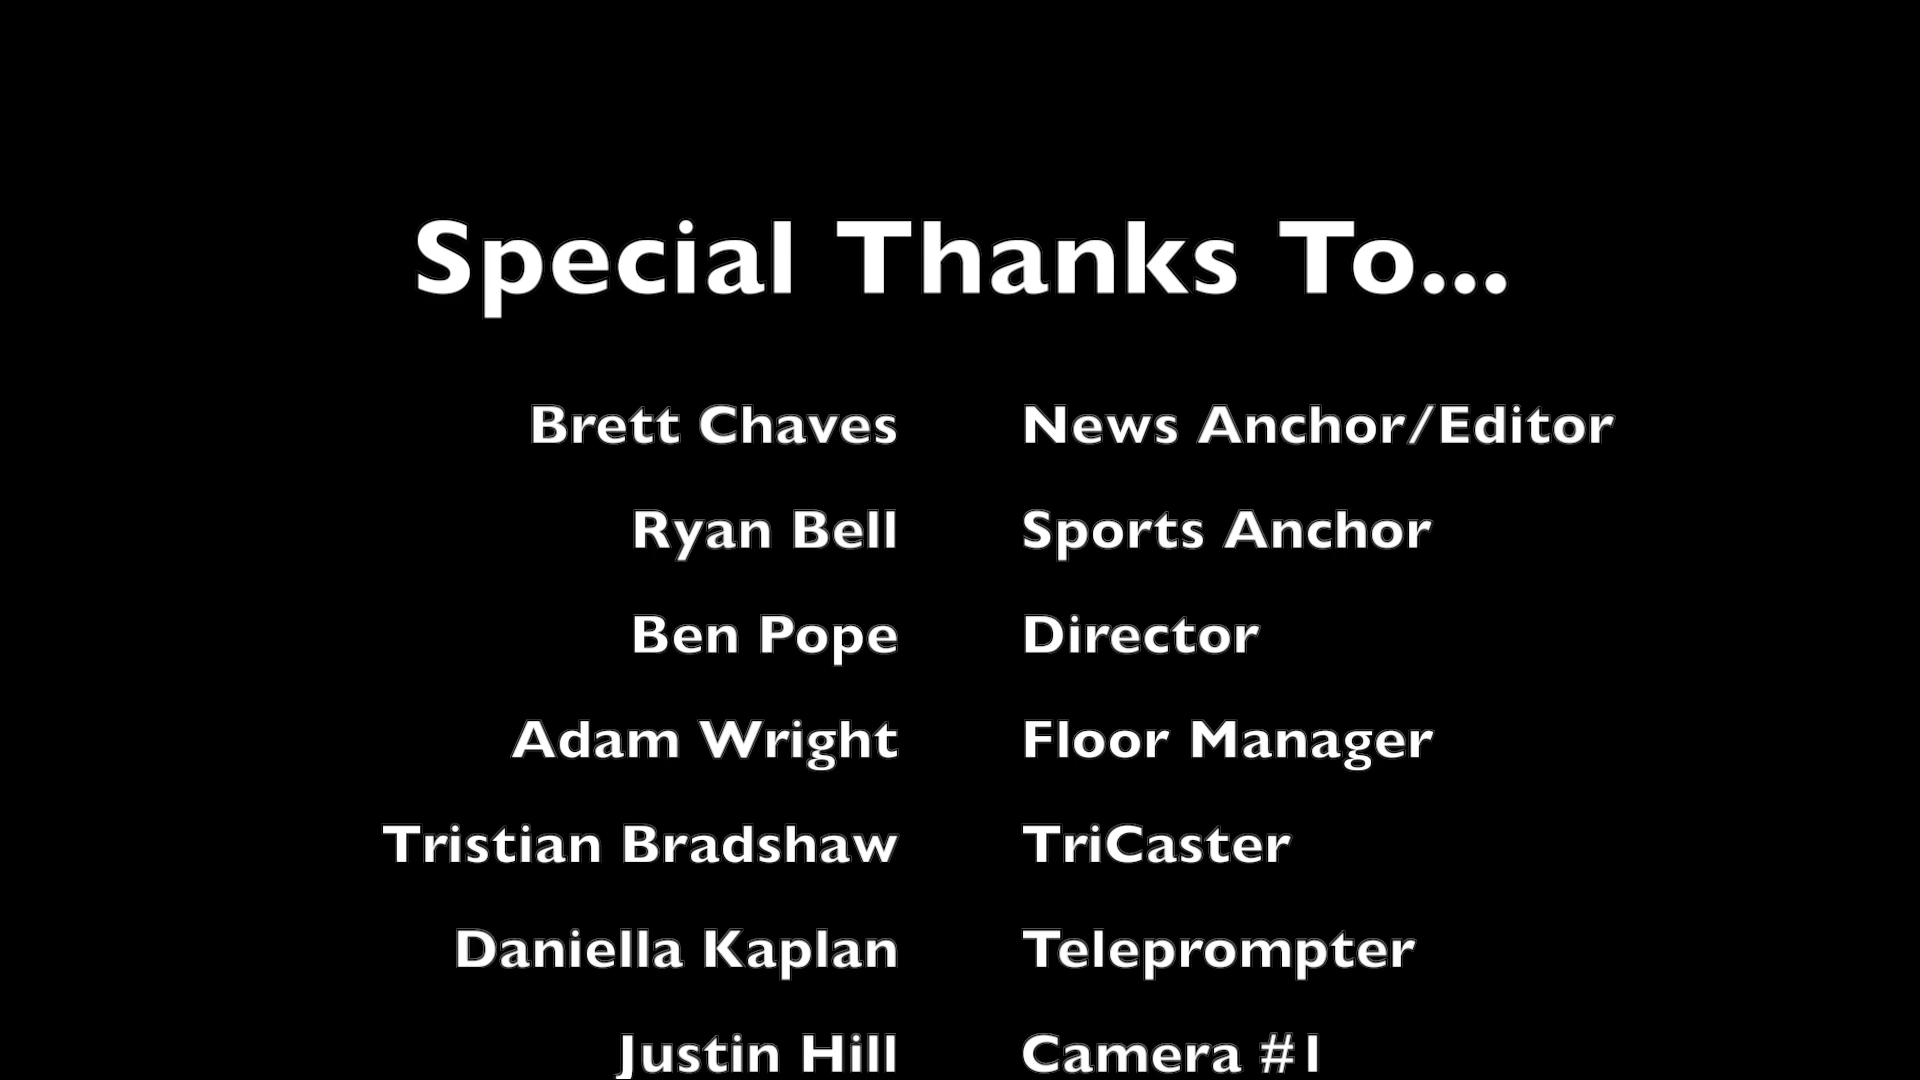 Special Thanks To...
Brett Chaves News Anchor/Editor
Ryan Bell Sports Anchor
Ben Pope Director
Adam Wright Floor Manager
Tristian Bradshaw TriCaster
Daniella Kaplan Teleprompter
Justin Hill Camera #1